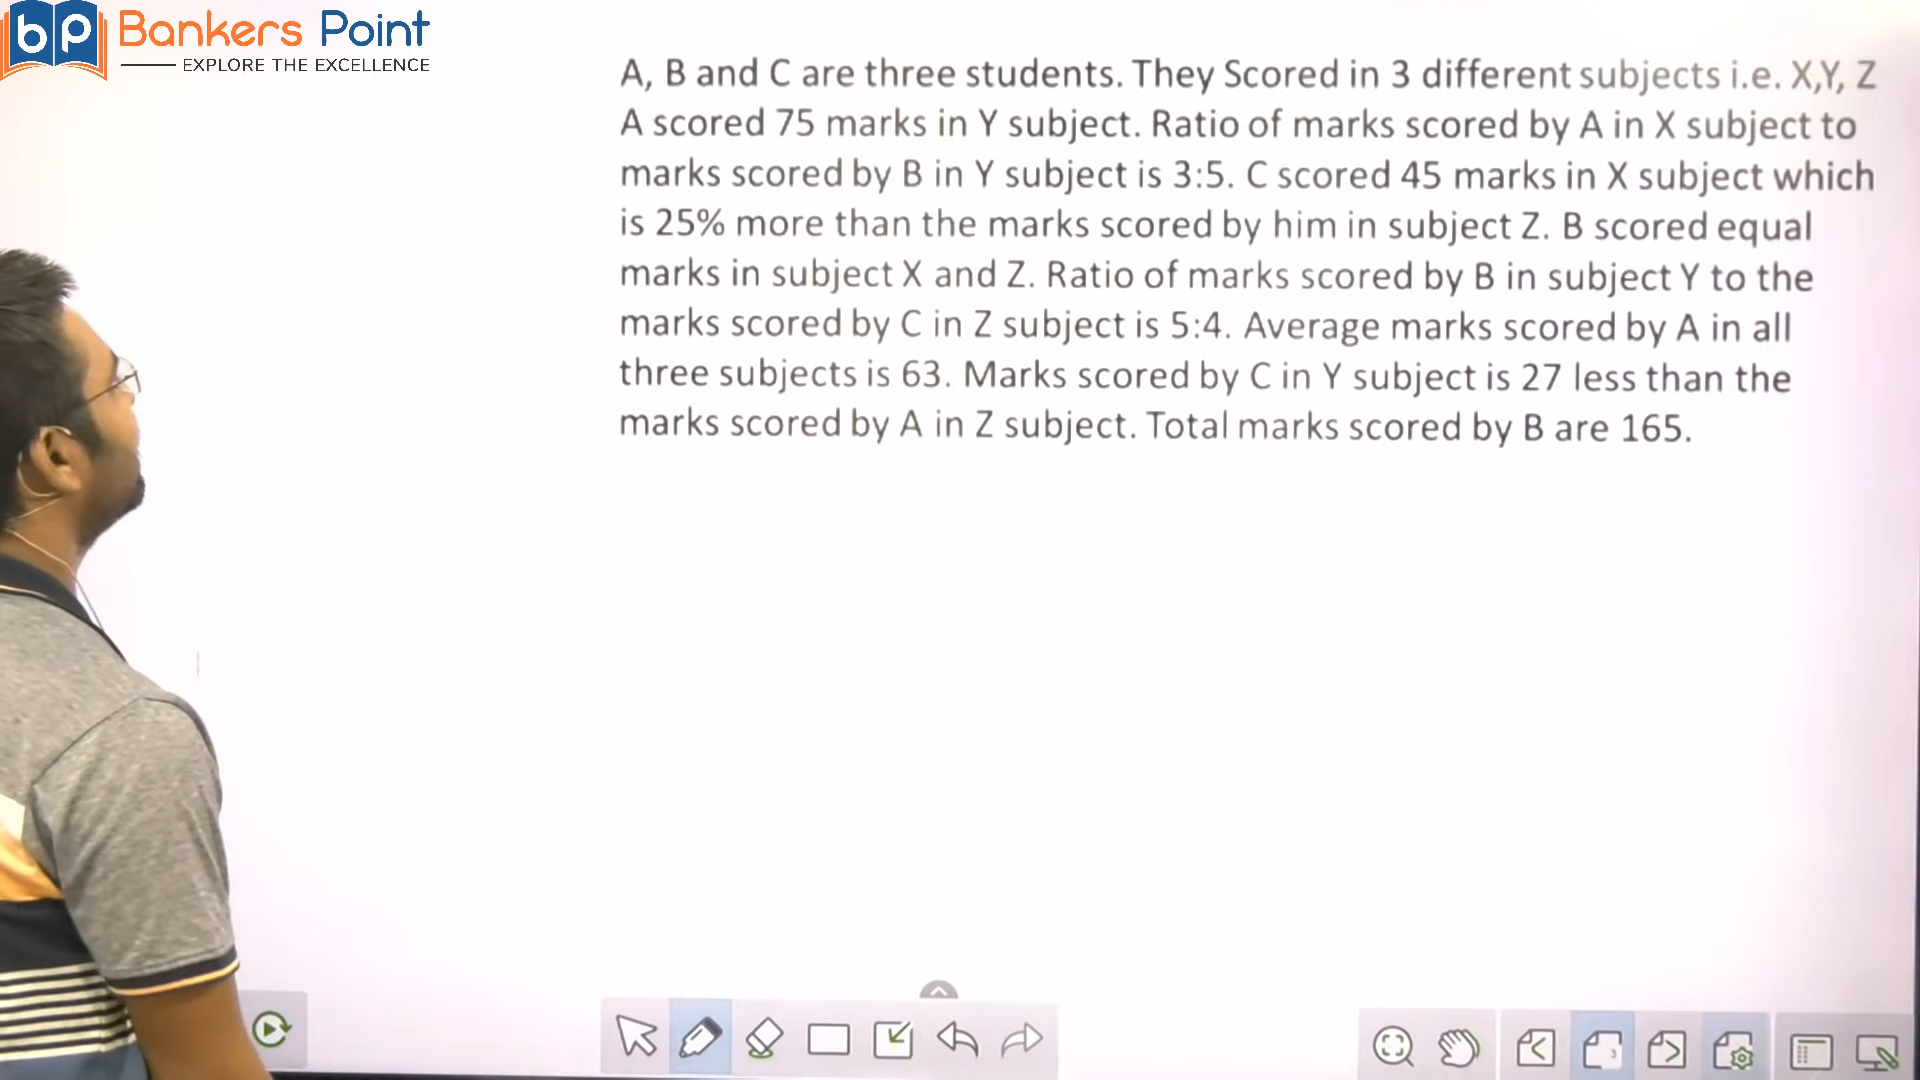 bp Bankers Point
EXPLORE THE EXCELLENCE
A, B and C are three students. They Scored in 3 different subjects i.e. X,Y, Z
A scored 75 marks in Y subject. Ratio of marks scored by A in X subject to
marks scored by B in Y subject is 3:5. C scored 45 marks in X subject which
is 25% more than the marks scored by him in subject Z. B scored equal
marks in subject X and Z. Ratio of marks scored by B in subject Y to the
marks scored by C in Z subject is 5:4. Average marks scored by A in all
three subjects is 63. Marks scored by C in Y subject is 27 less than the
marks scored by A in Z subject. Total marks scored by B are 165.
3